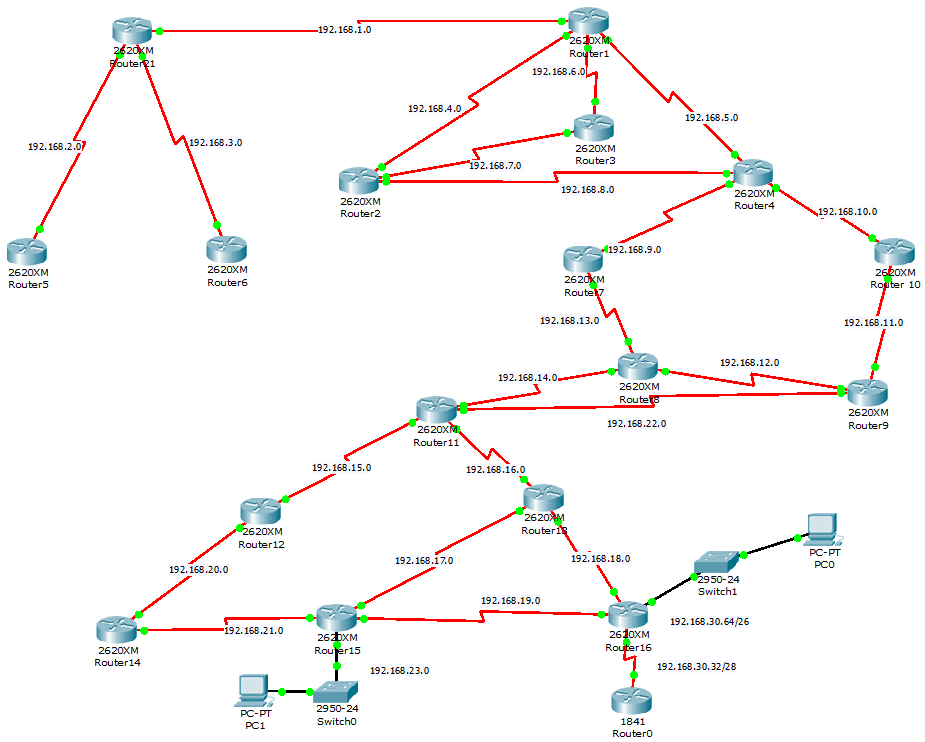 2620XM
Router21
192.168.1.0
2620XM
Router1
192.168.6.0
192.168.4.0
192.168.5.0
192.168.2.0
192.168.3.0
2620XM
Router3
192.168.7.0
2620XM
Router2
192.168.8.0
2620XM
Router4
192.168.10.0
2620XM
Router5
2620XM
Router6
192.168.9.0
2620XM
Router7
2620XM
Router 10
192.168.13.0
192.168.11.0
192.168.12.0
192.168.14.0
2620XM
Router8
2620XM
Router9
2620XM
Router11
192.168.22.0
192.168.15.0
192.168.16.0
2620XM
Router12
2620XM
Router13
192.168.20.0
192.168.17.0
192.168.18.0
PC-PT
PC0
2950-24
Switch1
192.168.19.0
192.168.21.0
2620XM
Router14
2620XM
Router15
2620XM
Router16
192.168.30.64/26
192.168.23.0
192.168.30.32/28
PC-PT
PC1
2950-24
Switch0
1841
Router0